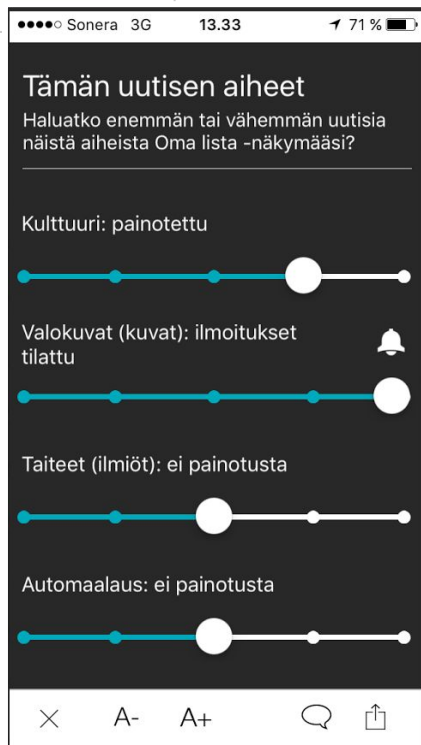 Sonera 3G 13.33 71 %
Tämän uutisen aiheet
Haluatko enemmän tai vähemmän uutisia
näistä aiheista Oma lista -näkymääsi?
Kulttuuri: painotettu
Valokuvat (kuvat): ilmoitukset
tilattu
Taiteet (ilmiöt): ei painotusta
Automaalaus: ei painotusta
A- A+